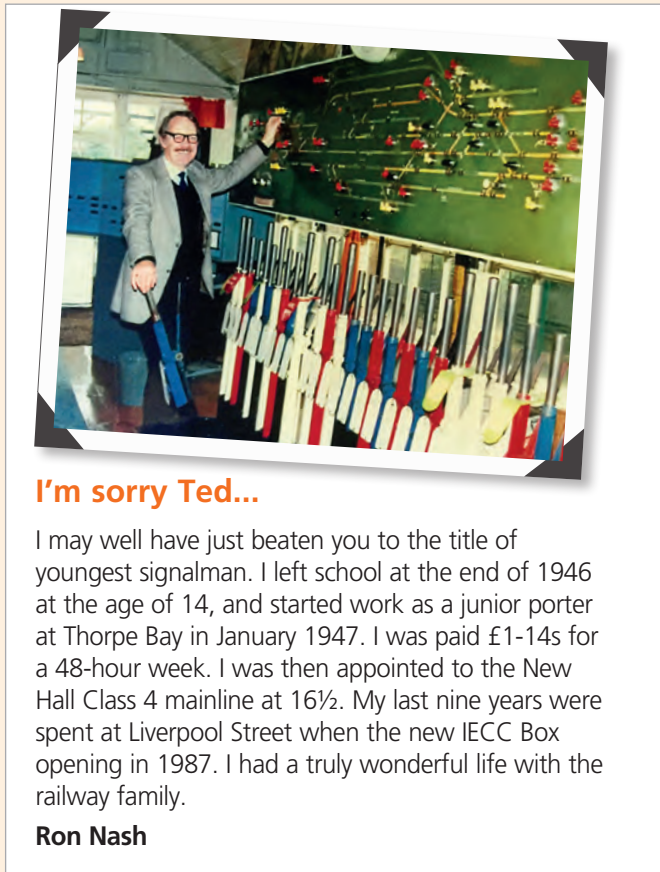 I'm sorry Ted...
I may well have just beaten you to the title of
youngest signalman. I left school at the end of 1946
at the age of 14, and started work as a junior porter
at Thorpe Bay in January 1947. I was paid £1-14s for
a 48-hour week. I was then appointed to the New
Hall Class 4 mainline at 16½. My last nine years were
spent at Liverpool Street when the new IECC Box
opening in 1987. I had a truly wonderful life with the
railway family.
Ron Nash